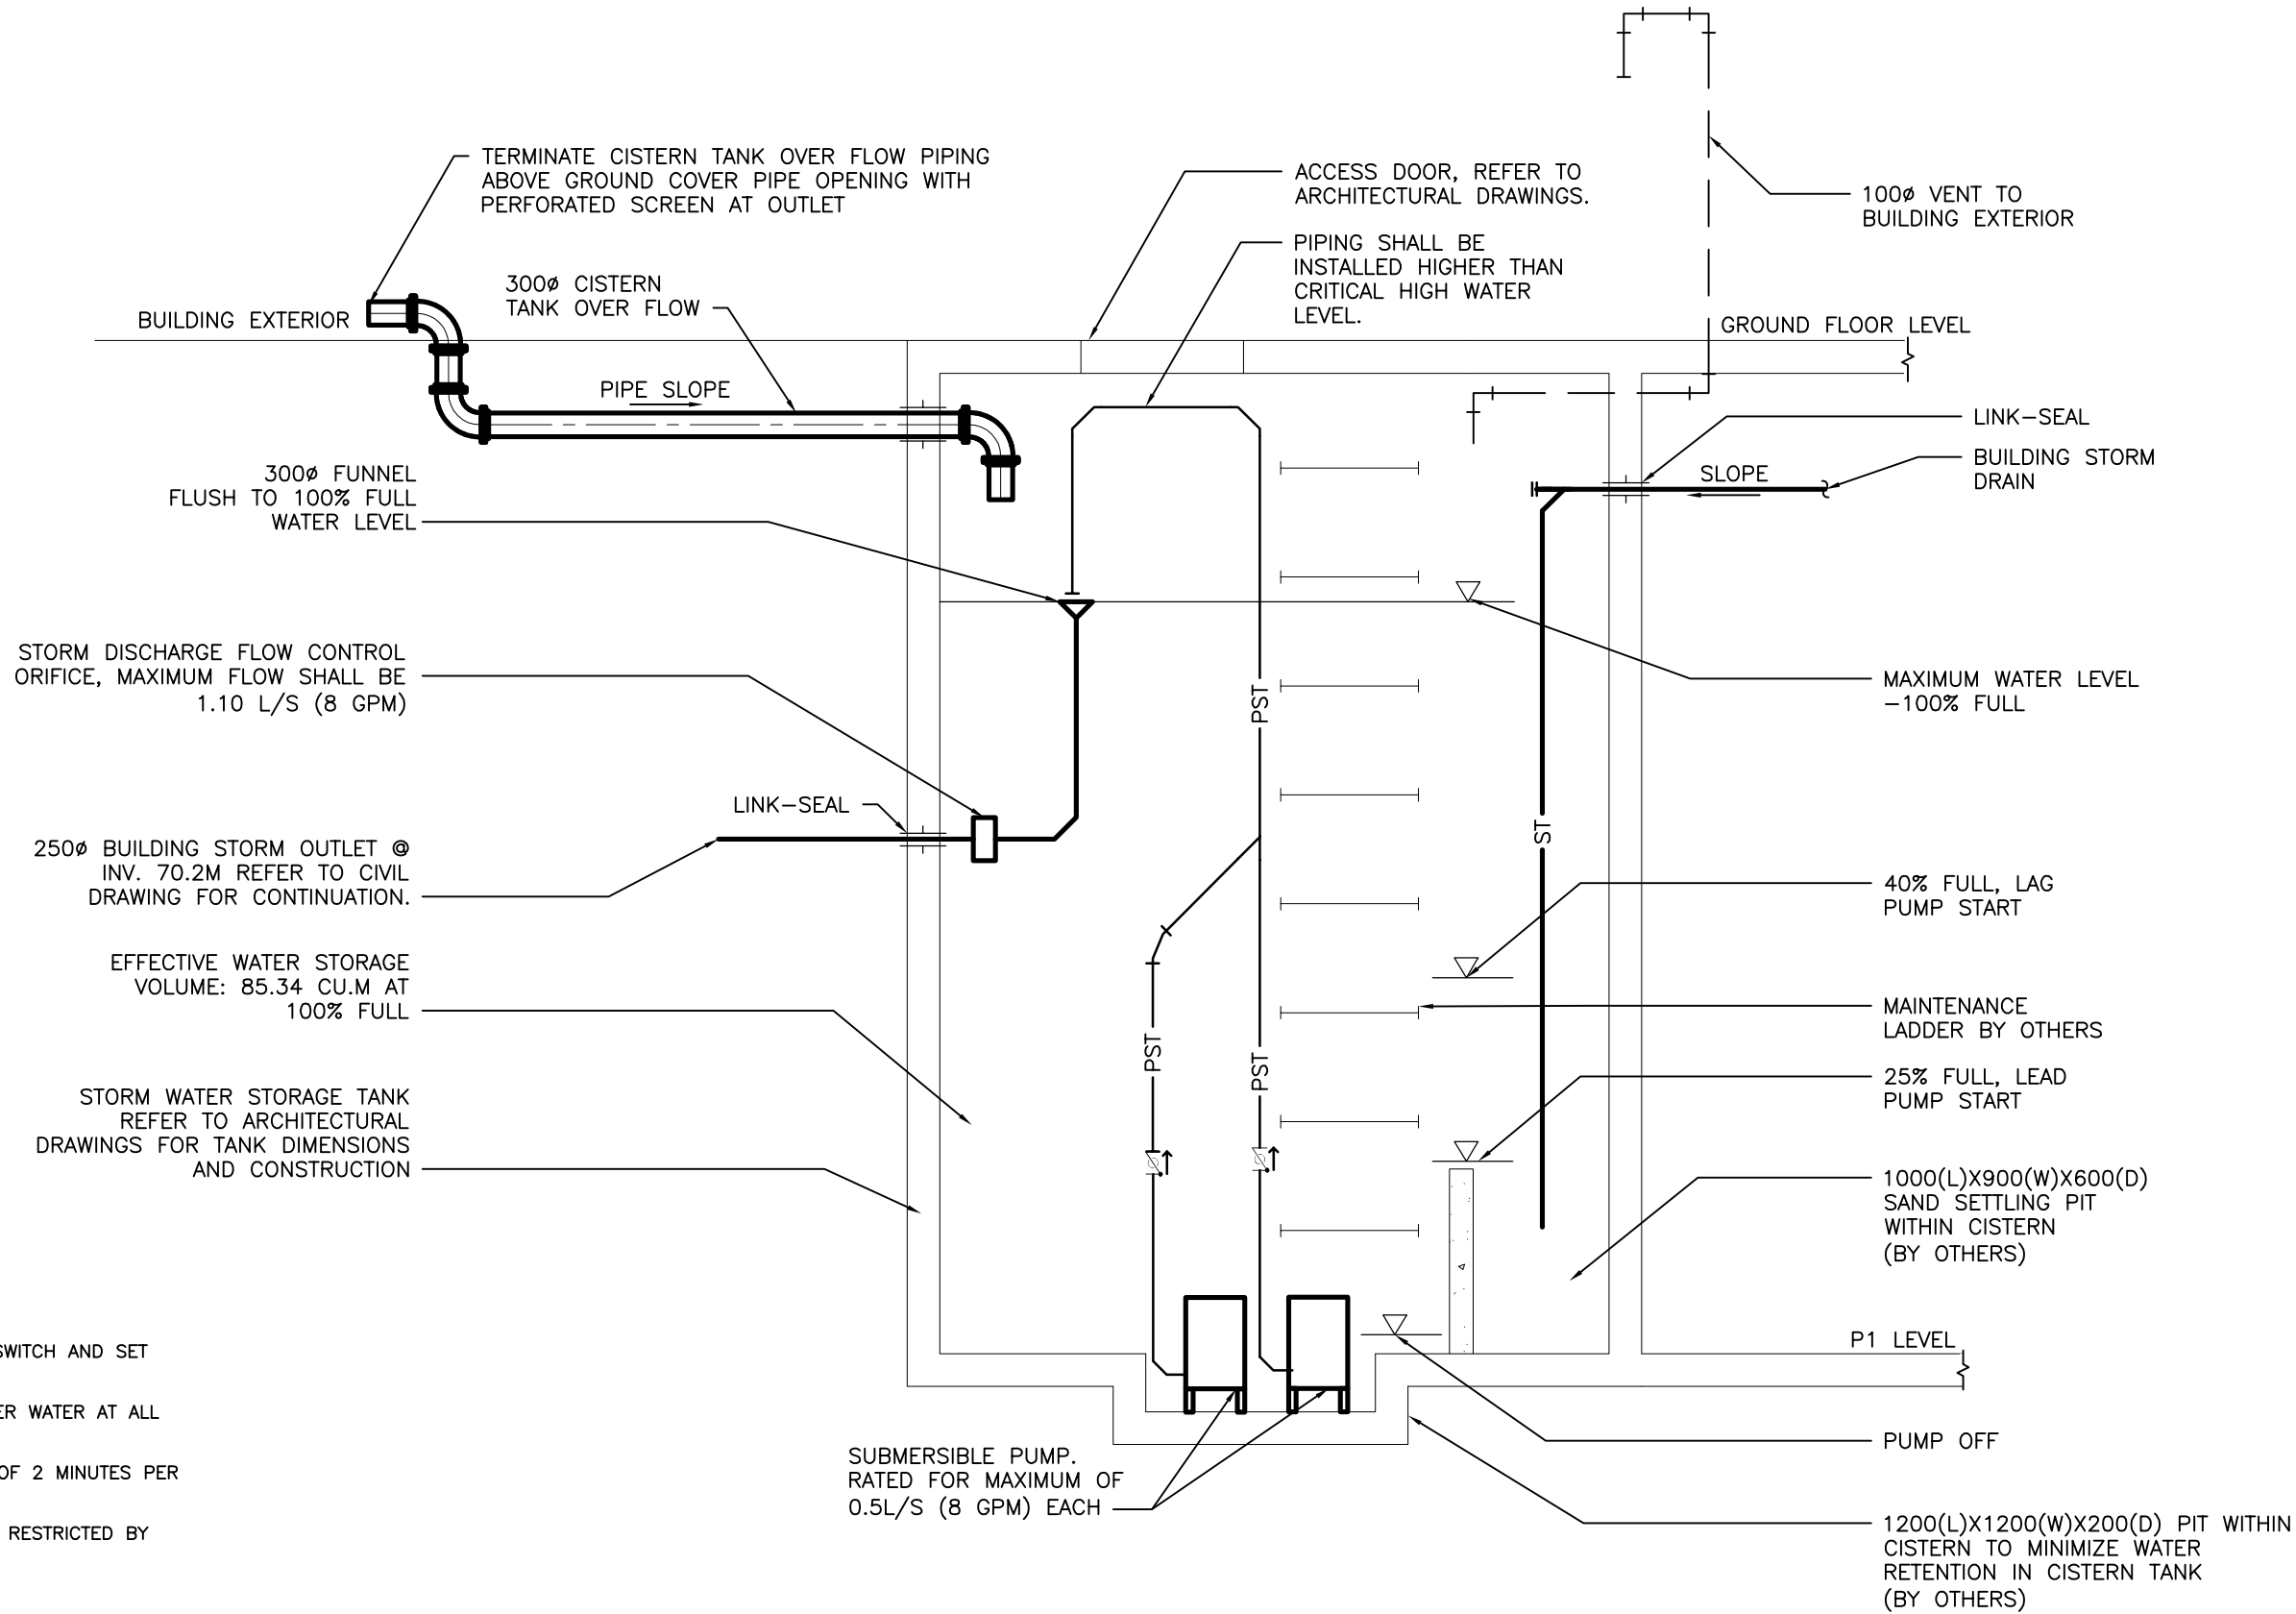 TERMINATE CISTERN TANK OVER FLOW PIPING
ABOVE GROUND COVER PIPE OPENING WITH
PERFORATED SCREEN AT OUTLET
ACCESS DOOR, REFER TO
ARCHITECTURAL DRAWINGS.
100ø VENT TO
BUILDING EXTERIOR
PIPING SHALL BE
INSTALLED HIGHER THAN
CRITICAL HIGH WATER
LEVEL.
300ø CISTERN
TANK OVER FLOW
BUILDING EXTERIOR
GROUND FLOOR LEVEL
PIPE SLOPE
LINK-SEAL
BUILDING STORM
DRAIN
SLOPE
300ø FUNNEL
FLUSH TO 100% FULL
WATER LEVEL
STORM DISCHARGE FLOW CONTROL
ORIFICE, MAXIMUM FLOW SHALL BE
1.10 L/S (8 GPM)
MAXIMUM WATER LEVEL
-100% FULL
PST
LINK-SEAL
ST
250ø BUILDING STORM OUTLET @
INV. 70.2M REFER TO CIVIL
DRAWING FOR CONTINUATION.
40% FULL, LAG
PUMP START
EFFECTIVE WATER STORAGE
VOLUME: 85.34 CU.M AT
100% FULL
MAINTENANCE
LADDER BY OTHERS
PST
PST
25% FULL, LEAD
PUMP START
STORM WATER STORAGE TANK
REFER TO ARCHITECTURAL
DRAWINGS FOR TANK DIMENSIONS
AND CONSTRUCTION
1000(L)X900(W)X600(D)
SAND SETTLING PIT
WITHIN CISTERN
(BY OTHERS)
P1 LEVEL
SWITCH AND SET
ER WATER AT ALL
OF 2 MINUTES PER
RESTRICTED BY
PUMP OFF
SUBMERSIBLE PUMP.
RATED FOR MAXIMUM OF
0.5L/S (8 GPM) EACH
1200(L)X1200(W)X200(D) PIT WITHIN
CISTERN TO MINIMIZE WATER
RETENTION IN CISTERN TANK
(BY OTHERS)